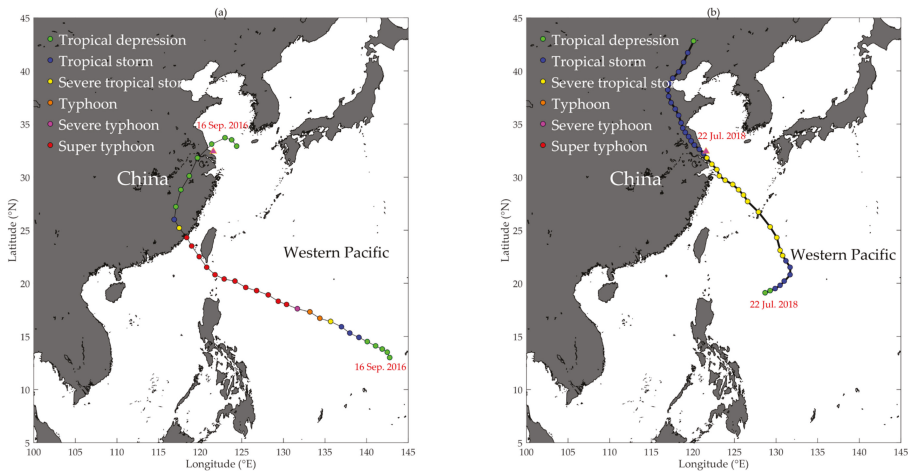 (a)
45
40
35
30
25
20
15
10
5
Latitude (°N)
Tropical depression
Tropical storm
Severe tropical storm
Typhoon
Severe typhoon
Super typhoon
16 Sep. 2016
China
Western Pacific
16 Sep. 2016
100 105 110 115 120 125 130 135 140 145
Longitude (°E)
(b)
45
40
35
30
25
20
15
10
5
Latitude (°N)
Tropical depression
Tropical storm
Severe tropical storm
Typhoon
Severe typhoon
Super typhoon
22 Jul. 2018
China
Western Pacific
22 Jul. 2018
100 105 110 115 120 125 130 135 140 145
Longitude (°E)